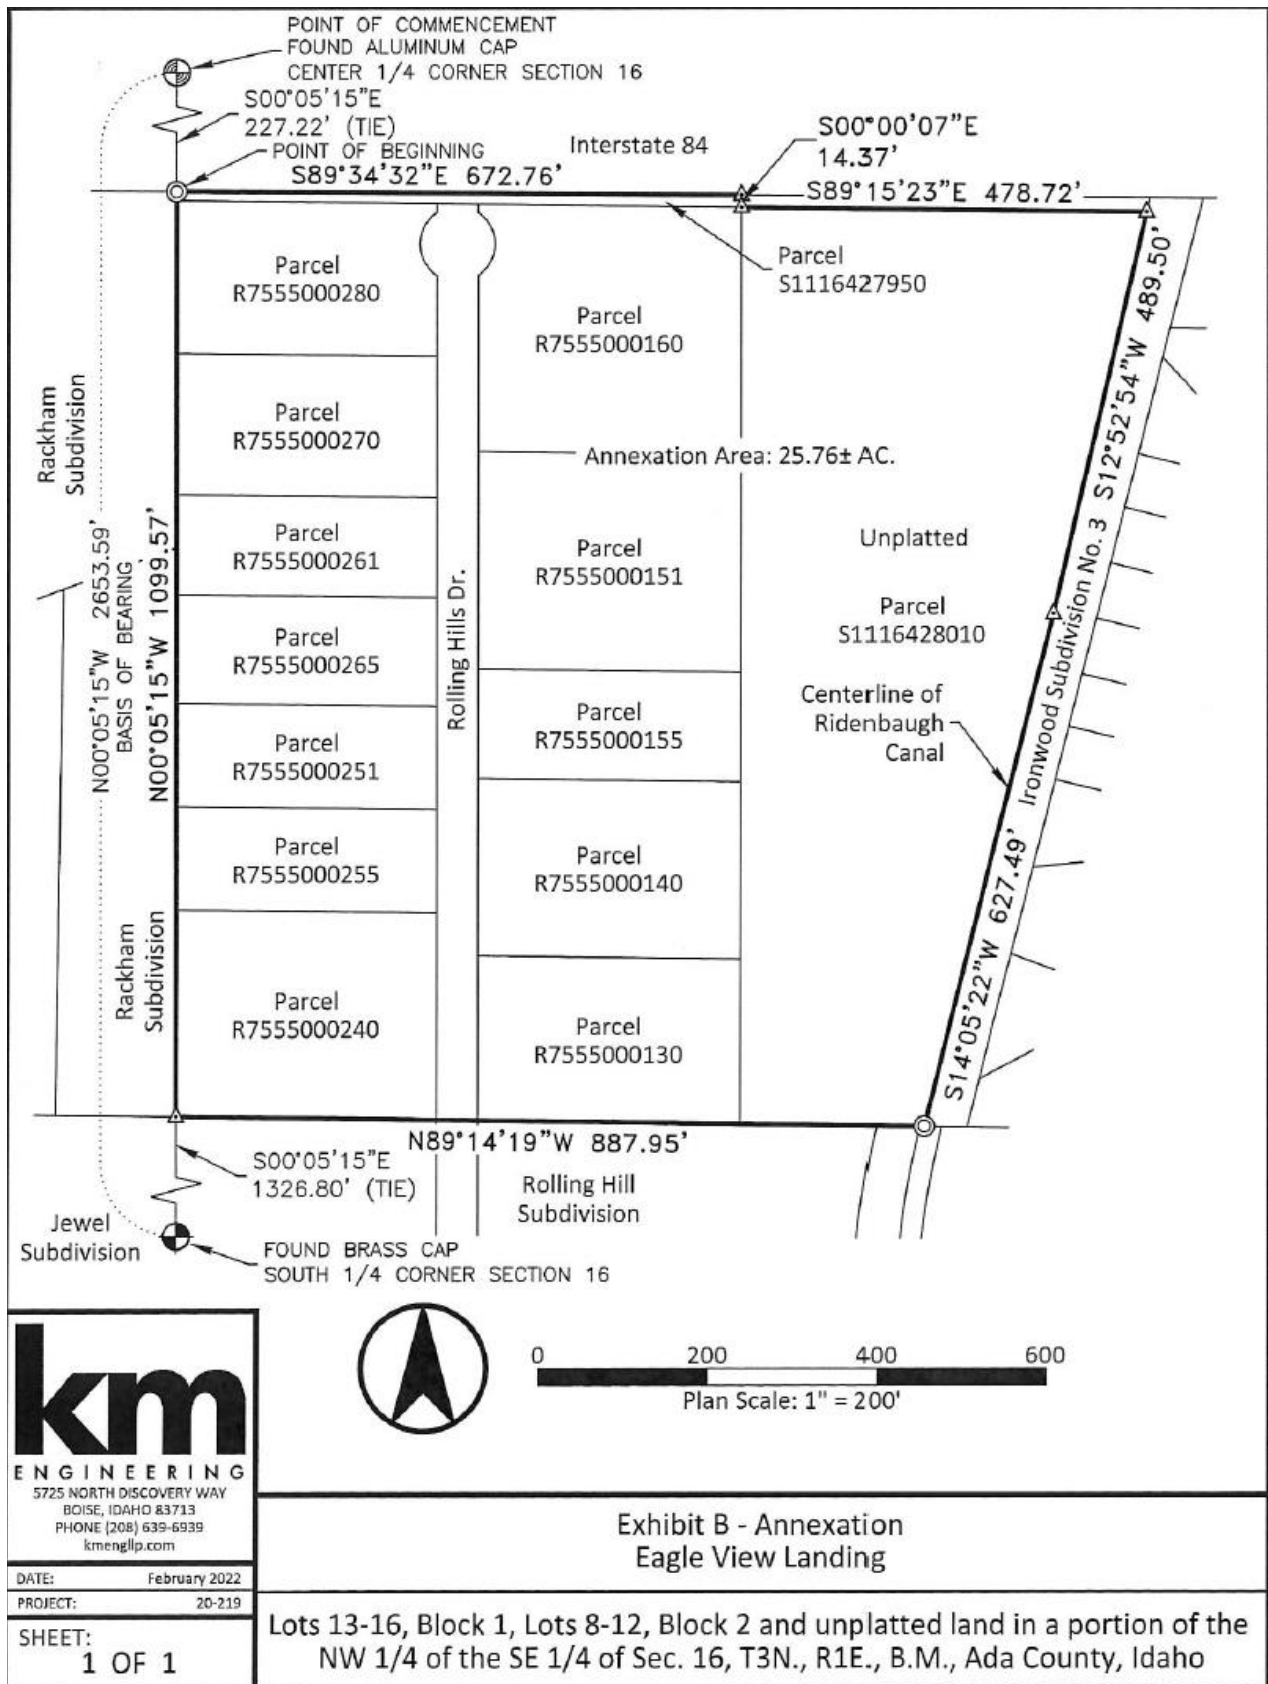 POINT OF COMMENCEMENT
FOUND ALUMINUM CAP
CENTER 1/4 CORNER SECTION 16
S00°05'15"E
227.22' (TIE)
POINT OF BEGINNING
S89°34'32"E 672.76'
Interstate 84
S00°00'07"E
14.37'
S89°15'23"E 478.72'
Parcel
S1116427950
Parcel
R7555000280
Parcel
R7555000160
Parcel
R7555000270
Annexation Area: 25.76± AC.
Rackham
Subdivision
S12°52'54"W 489.50'
Parcel
R7555000261
Parcel
R7555000151
Unplatted
Parcel
S1116428010
N00°05'15"W 2653.59'
BASIS OF BEARING
N00°05'15"W 1099.57'
Parcel
R7555000265
Rolling Hills Dr.
Ironwood Subdivision No. 3
Centerline of
Ridenbaugh
Canal
Parcel
R7555000155
Parcel
R7555000251
Parcel
R7555000255
Parcel
R7555000140
S14°05'22"W 627.49'
Rackham
Subdivision
Parcel
R7555000240
Parcel
R7555000130
N89°14'19"W 887.95'
S00°05'15"E
1326.80' (TIE)
Rolling Hill
Subdivision
Jewel
Subdivision
FOUND BRASS CAP
SOUTH 1/4 CORNER SECTION 16
0 200 400 600
Plan Scale: 1" = 200'
km
ENGINEERING
5725 NORTH DISCOVERY WAY
BOISE, IDAHO 83713
PHONE (208) 639-6939
kmengllp.com
DATE: February 2022
PROJECT: 20-219
SHEET:
1 OF 1
Exhibit B - Annexation
Eagle View Landing
Lots 13-16, Block 1, Lots 8-12, Block 2 and unplatted land in a portion of the
NW 1/4 of the SE 1/4 of Sec. 16, T3N., R1E., B.M., Ada County, Idaho